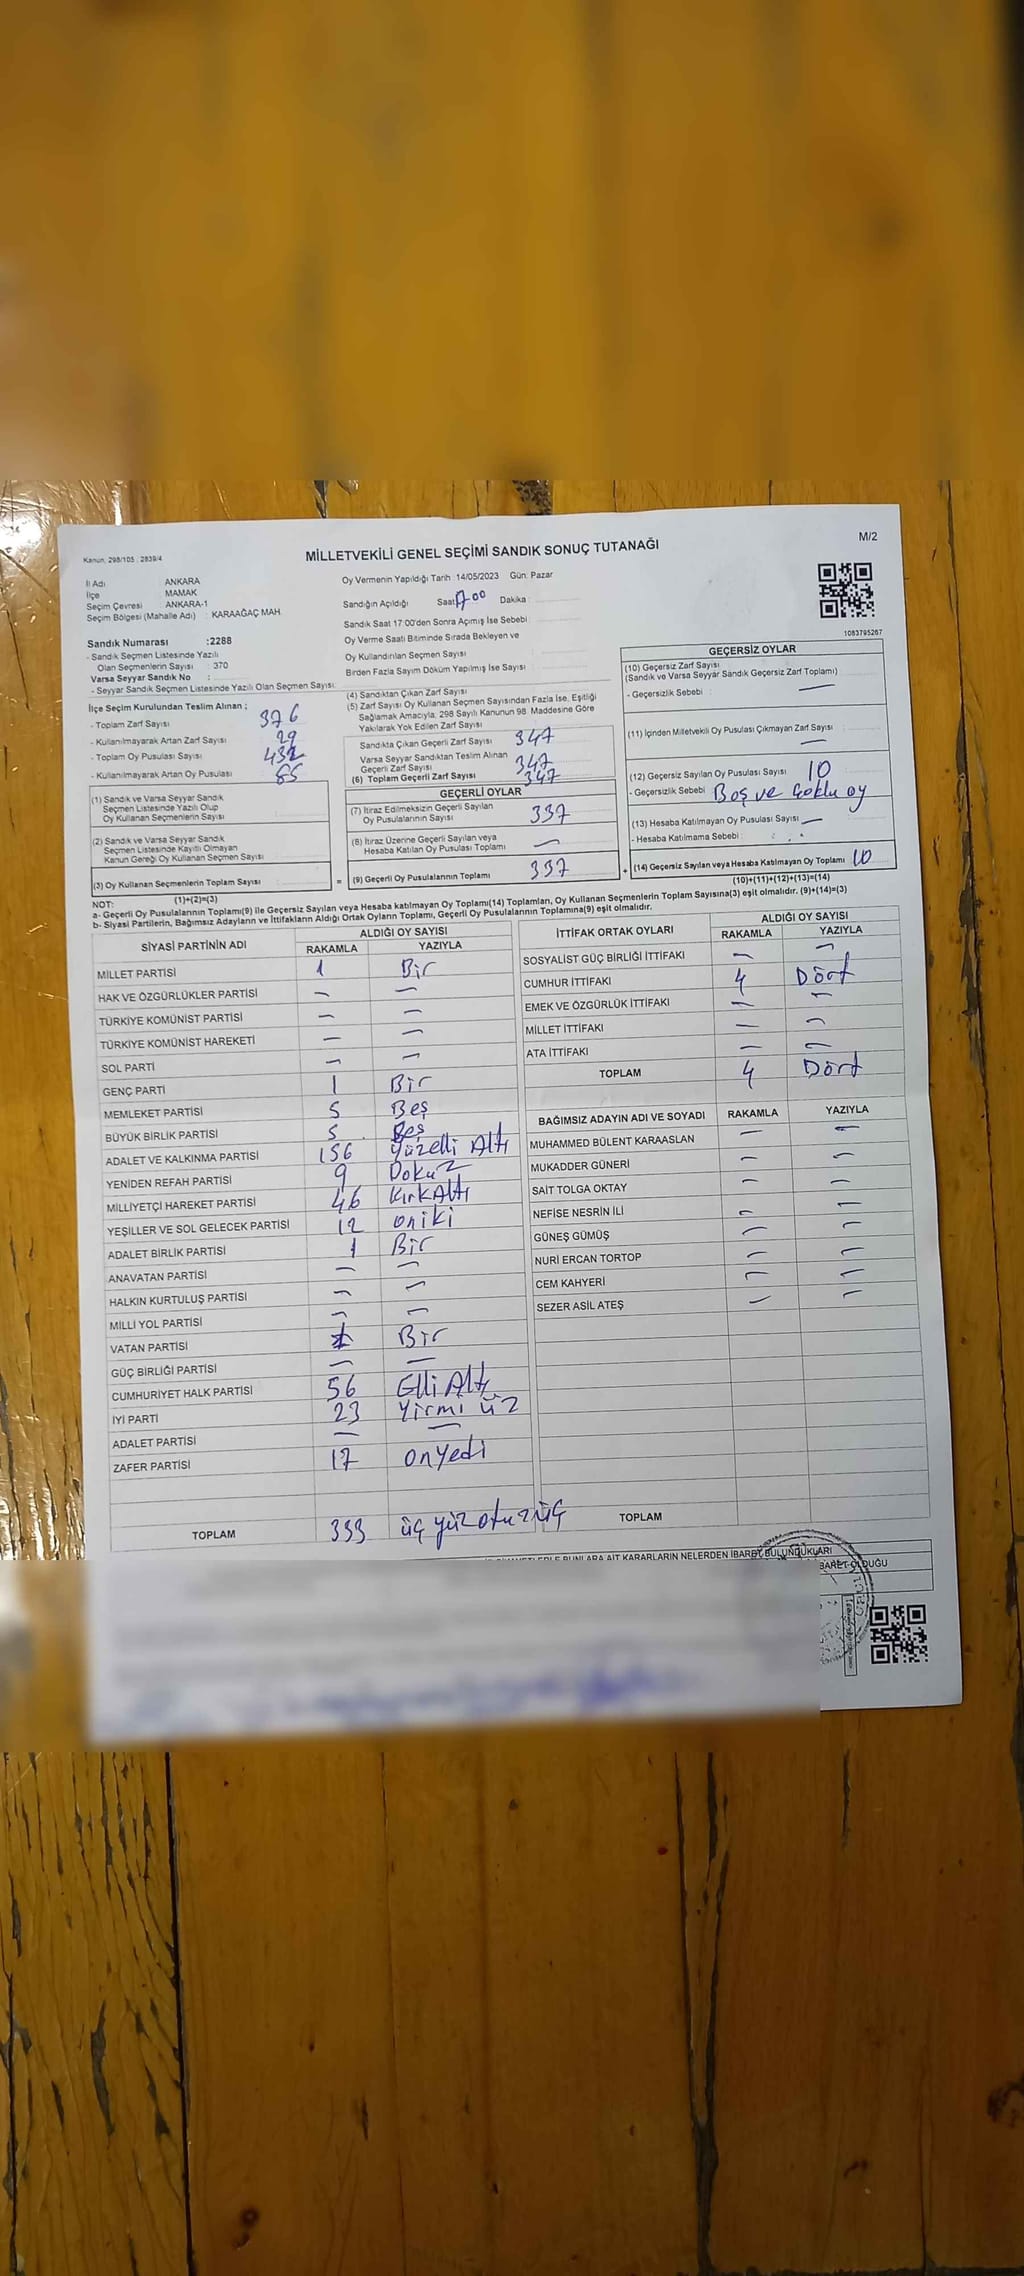 Kanun: 298/105 ; 2839/4
MİLLETVEKİLİ GENEL SEÇİMİ SANDIK SONUÇ TUTANAĞI
M/2
İl Adı ANKARA
İlçe MAMAK
Seçim Çevresi ANKARA-1
Seçim Bölgesi (Mahalle Adı) : KARAAĞAÇ MAH.
Oy Vermenin Yapıldığı Tarih 14/05/2023 Gün: Pazar
Sandığın Açıldığı Saat 17.00 Dakika
Sandık Saat 17:00'den Sonra Açımış İse Sebebi
Oy Verme Saati Bitiminde Sırada Bekleyen ve
Oy Kullandırılan Seçmen Sayısı
Birden Fazla Sayım Döküm Yapılmış İse Sayısı
1083795267
Sandık Numarası :2288
- Sandık Seçmen Listesinde Yazılı
Olan Seçmenlerin Sayısı : 370
Varsa Seyyar Sandık No :
- Seyyar Sandık Seçmen Listesinde Yazılı Olan Seçmen Sayısı:
İlçe Seçim Kurulundan Teslim Alınan ;
- Toplam Zarf Sayısı 376
- Kullanılmayarak Artan Zarf Sayısı 29
- Toplam Oy Pusulası Sayısı 432
- Kullanılmayarak Artan Oy Pusulası 85
(1) Sandık ve Varsa Seyyar Sandık
Seçmen Listesinde Yazılı Olup
Oy Kullanan Seçmenlerin Sayısı
(2) Sandık ve Varsa Seyyar Sandık
Seçmen Listesinde Kayıtlı Olmayan
Kanun Gereği Oy Kullanan Seçmen Sayısı
(3) Oy Kullanan Seçmenlerin Toplam Sayısı
(1)+(2)=(3)
(4) Sandıktan Çıkan Zarf Sayısı
(5) Zarf Sayısı Oy Kullanan Seçmen Sayısından Fazla İse, Eşitliği
Sağlamak Amacıyla, 298 Sayılı Kanunun 98. Maddesine Göre
Yakılarak Yok Edilen Zarf Sayısı
Sandıkta Çıkan Geçerli Zarf Sayısı 347
Varsa Seyyar Sandıktan Teslim Alınan
Geçerli Zarf Sayısı 347
(6) Toplam Geçerli Zarf Sayısı 347
GEÇERLİ OYLAR
(7) İtiraz Edilmeksizin Geçerli Sayılan
Oy Pusulalarının Sayısı 337
(8) İtiraz Üzerine Geçerli Sayılan veya
Hesaba Katılan Oy Pusulası Toplamı —
= (9) Geçerli Oy Pusulalarının Toplamı 337 +
GEÇERSİZ OYLAR
(10) Geçersiz Zarf Sayısı
(Sandık ve Varsa Seyyar Sandık Geçersiz Zarf Toplamı)
- Geçersizlik Sebebi : —
(11) İçinden Milletvekili Oy Pusulası Çıkmayan Zarf Sayısı —
(12) Geçersiz Sayılan Oy Pusulası Sayısı 10
- Geçersizlik Sebebi Boş ve Çoklu oy
(13) Hesaba Katılmayan Oy Pusulası Sayısı —
- Hesaba Katılmama Sebebi :
(14) Geçersiz Sayılan veya Hesaba Katılmayan Oy Toplamı 10
(10)+(11)+(12)+(13)=(14)
NOT:
a- Geçerli Oy Pusulalarının Toplamı(9) ile Geçersiz Sayılan veya Hesaba katılmayan Oy Toplamı(14) Toplamları, Oy Kullanan Seçmenlerin Toplam Sayısına(3) eşit olmalıdır. (9)+(14)=(3)
b- Siyasi Partilerin, Bağımsız Adayların ve İttifakların Aldığı Ortak Oyların Toplamı, Geçerli Oy Pusulalarının Toplamına(9) eşit olmalıdır.
SİYASİ PARTİNİN ADI ALDIĞI OY SAYISI
RAKAMLA YAZIYLA
MİLLET PARTİSİ 1 Bir
HAK VE ÖZGÜRLÜKLER PARTİSİ — —
TÜRKİYE KOMÜNİST PARTİSİ — —
TÜRKİYE KOMÜNİST HAREKETİ — —
SOL PARTİ — —
GENÇ PARTİ 1 Bir
MEMLEKET PARTİSİ 5 Beş
BÜYÜK BİRLİK PARTİSİ 5 Beş
ADALET VE KALKINMA PARTİSİ 156 Yüzelli Altı
YENİDEN REFAH PARTİSİ 9 Dokuz
MİLLİYETÇİ HAREKET PARTİSİ 46 KırkAltı
YEŞİLLER VE SOL GELECEK PARTİSİ 12 oniki
ADALET BİRLİK PARTİSİ 1 Bir
ANAVATAN PARTİSİ — —
HALKIN KURTULUŞ PARTİSİ — —
MİLLİ YOL PARTİSİ — —
VATAN PARTİSİ 1 Bir
GÜÇ BİRLİĞİ PARTİSİ — —
CUMHURİYET HALK PARTİSİ 56 Elli Altı
İYİ PARTİ 23 Yirmi üç
ADALET PARTİSİ — —
ZAFER PARTİSİ 17 onyedi
TOPLAM 333 üç yüz otuz üç
İTTİFAK ORTAK OYLARI ALDIĞI OY SAYISI
RAKAMLA YAZIYLA
SOSYALİST GÜÇ BİRLİĞİ İTTİFAKI — —
CUMHUR İTTİFAKI 4 Dört
EMEK VE ÖZGÜRLÜK İTTİFAKI — —
MİLLET İTTİFAKI — —
ATA İTTİFAKI — —
TOPLAM 4 Dört
BAĞIMSIZ ADAYIN ADI VE SOYADI RAKAMLA YAZIYLA
MUHAMMED BÜLENT KARAASLAN — —
MUKADDER GÜNERİ — —
SAİT TOLGA OKTAY — —
NEFİSE NESRİN İLİ — —
GÜNEŞ GÜMÜŞ — —
NURİ ERCAN TORTOP — —
CEM KAHYERİ — —
SEZER ASİL ATEŞ — —
TOPLAM
BUNLARA AİT KARARLARIN NELERDEN İBARET BULUNDUKLARI